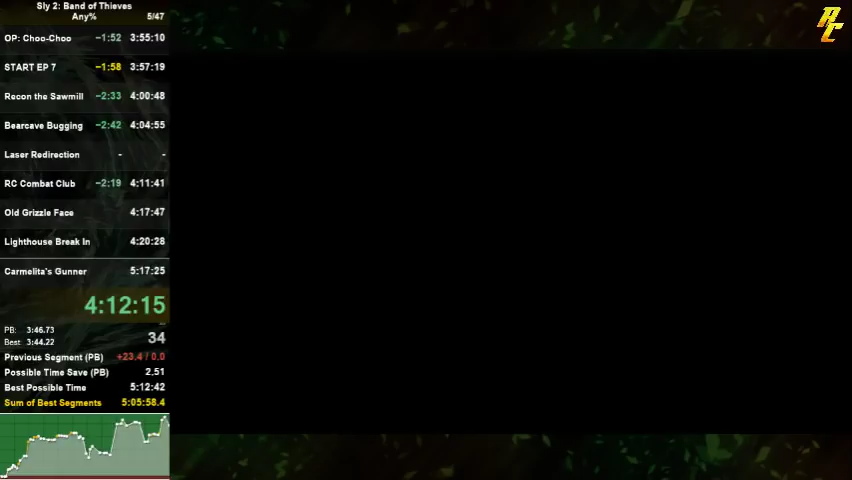 Sly 2: Band of Thieves
Any% 5/47
OP: Choo-Choo -1:52 3:55:10
START EP 7 -1:58 3:57:19
Recon the Sawmill -2:33 4:00:48
Bearcave Bugging -2:42 4:04:55
Laser Redirection - -
RC Combat Club -2:19 4:11:41
Old Grizzle Face 4:17:47
Lighthouse Break In 4:20:28
Carmelita's Gunner 5:17:25
4:12:15
PB: 3:46.73
Best: 3:44.22
34
Previous Segment (PB) +23.4 / 0.0
Possible Time Save (PB) 2.51
Best Possible Time 5:12:42
Sum of Best Segments 5:05:58.4